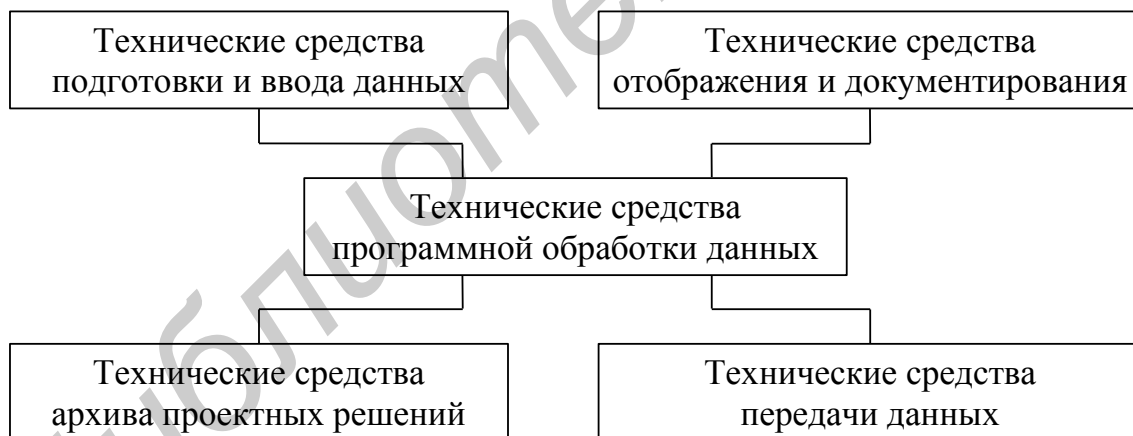 Технические средства
подготовки и ввода данных
Технические средства
отображения и документирования
Технические средства
программной обработки данных
Технические средства
архива проектных решений
Технические средства
передачи данных